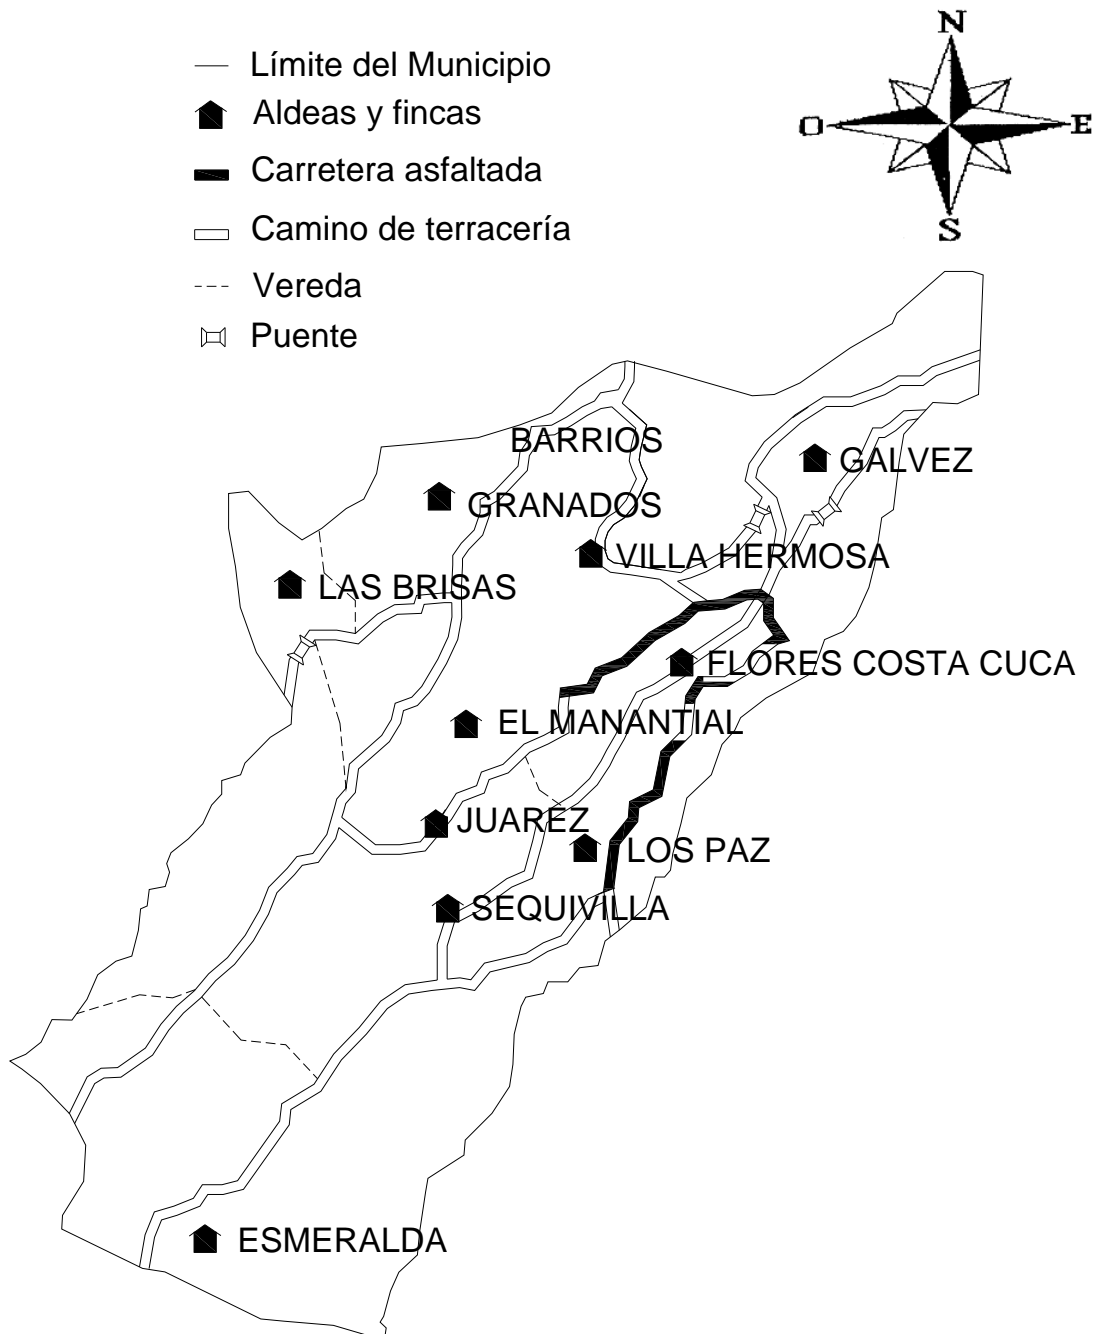 N
O
E
S
Límite del Municipio
Aldeas y fincas
Carretera asfaltada
Camino de terracería
Vereda
Puente
BARRIOS
GALVEZ
GRANADOS
VILLA HERMOSA
LAS BRISAS
FLORES COSTA CUCA
EL MANANTIAL
JUAREZ
LOS PAZ
SEQUIVILLA
ESMERALDA